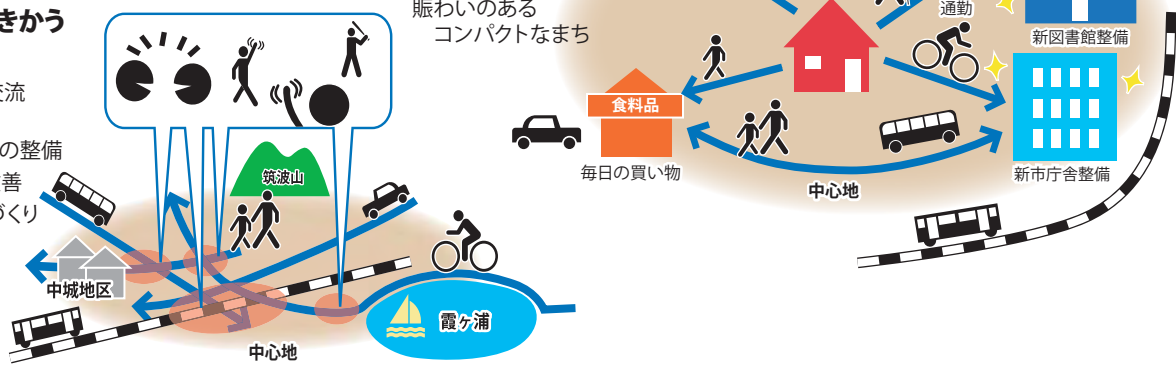 きかう
流
の整備
善
づくり
筑波山
中城地区
霞ヶ浦
中心地
賑わいのある
コンパクトなまち
通勤
新図書館整備
食料品
毎日の買い物
新市庁舎整備
中心地